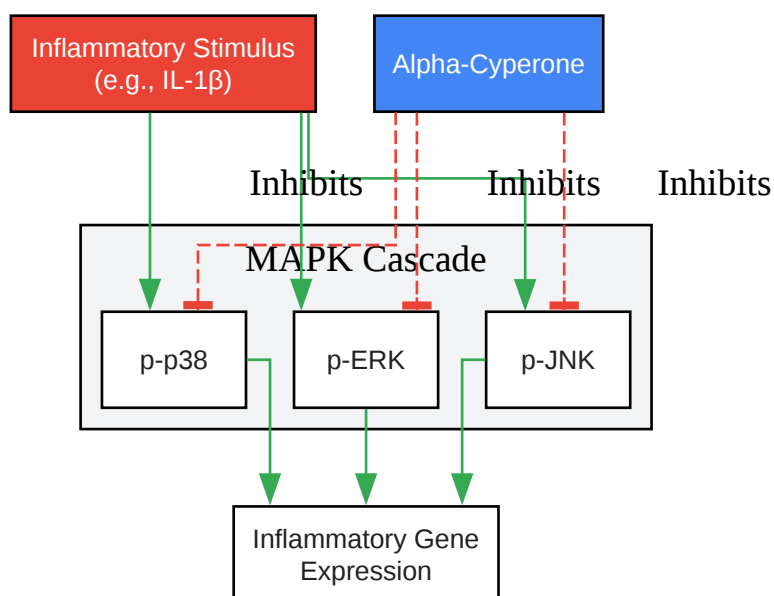 Inflammatory Stimulus
(e.g., IL-1β)
Alpha-Cyperone
Inhibits
Inhibits
Inhibits
MAPK Cascade
p-p38
p-ERK
p-JNK
Inflammatory Gene
Expression